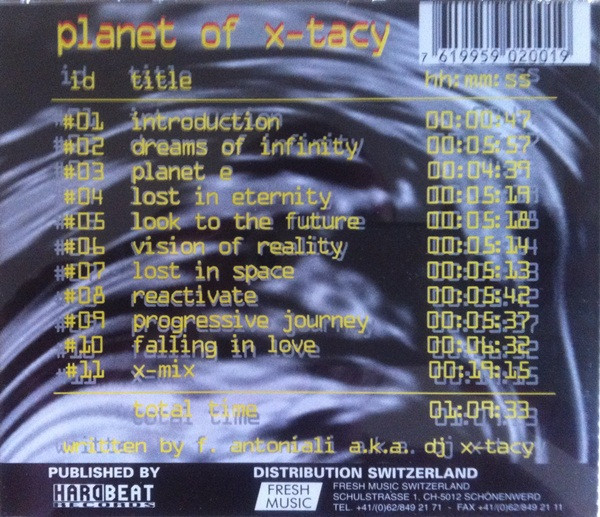 planet of x-tacy
7 619959 020019
id title hh:mm:ss
#01 introduction 00:00:47
#02 dreams of infinity 00:05:57
#03 planet e 00:04:39
#04 lost in eternity 00:05:19
#05 look to the future 00:05:18
#06 vision of reality 00:05:14
#07 lost in space 00:05:13
#08 reactivate 00:05:42
#09 progressive journey 00:05:37
#10 falling in love 00:06:32
#11 x-mix 00:19:15
total time 01:09:33
written by f. antoniali a.k.a. dj x-tacy
PUBLISHED BY
HARDBEAT
RECORDS
DISTRIBUTION SWITZERLAND
FRESH
MUSIC
FRESH MUSIC SWITZERLAND
SCHULSTRASSE 1, CH-5012 SCHÖNENWERD
TEL +41/(0)62/849 21 71 - FAX +41/(0)62/849 21 11